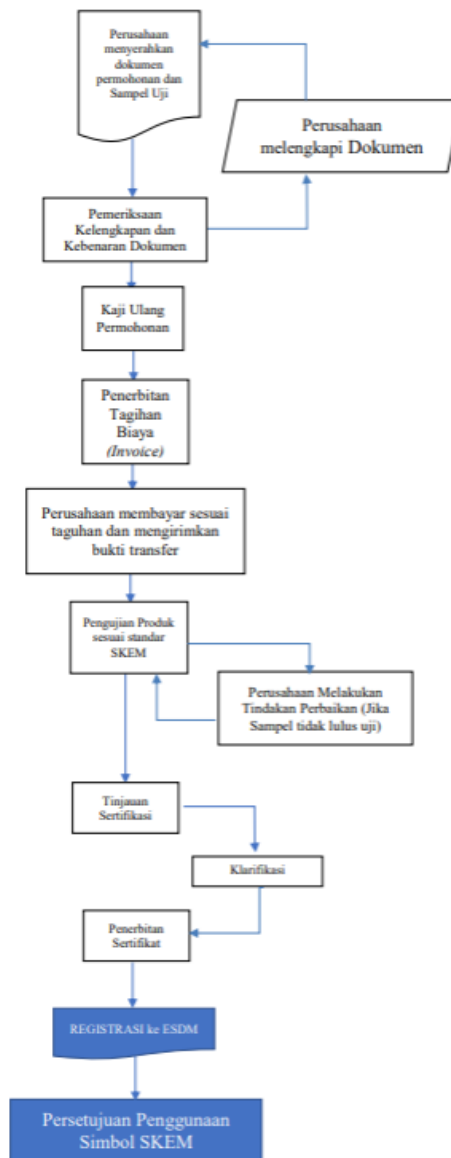 Perusahaan
menyerahkan
dokumen
permohonan dan
Sampel Uji
Perusahaan
melengkapi Dokumen
Pemeriksaan
Kelengkapan dan
Kebenaran Dokumen
Kaji Ulang
Permohonan
Penerbitan
Tagihan
Biaya
(Invoice)
Perusahaan membayar sesuai
taguhan dan mengirimkan
bukti transfer
Pengujian Produk
sesuai standar
SKEM
Perusahaan Melakukan
Tindakan Perbaikan (Jika
Sampel tidak lulus uji)
Tinjauan
Sertifikasi
Klarifikasi
Penerbitan
Sertifikat
REGISTRASI ke ESDM
Persetujuan Penggunaan
Simbol SKEM